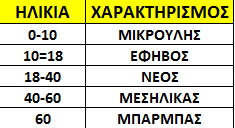 ΗΛΙΚΙΑ ΧΑΡΑΚΤΗΡΙΣΜΟΣ
0-10 ΜΙΚΡΟΥΛΗΣ
10=18 ΕΦΗΒΟΣ
18-40 ΝΕΟΣ
40-60 ΜΕΣΗΛΙΚΑΣ
60 ΜΠΑΡΜΠΑΣ